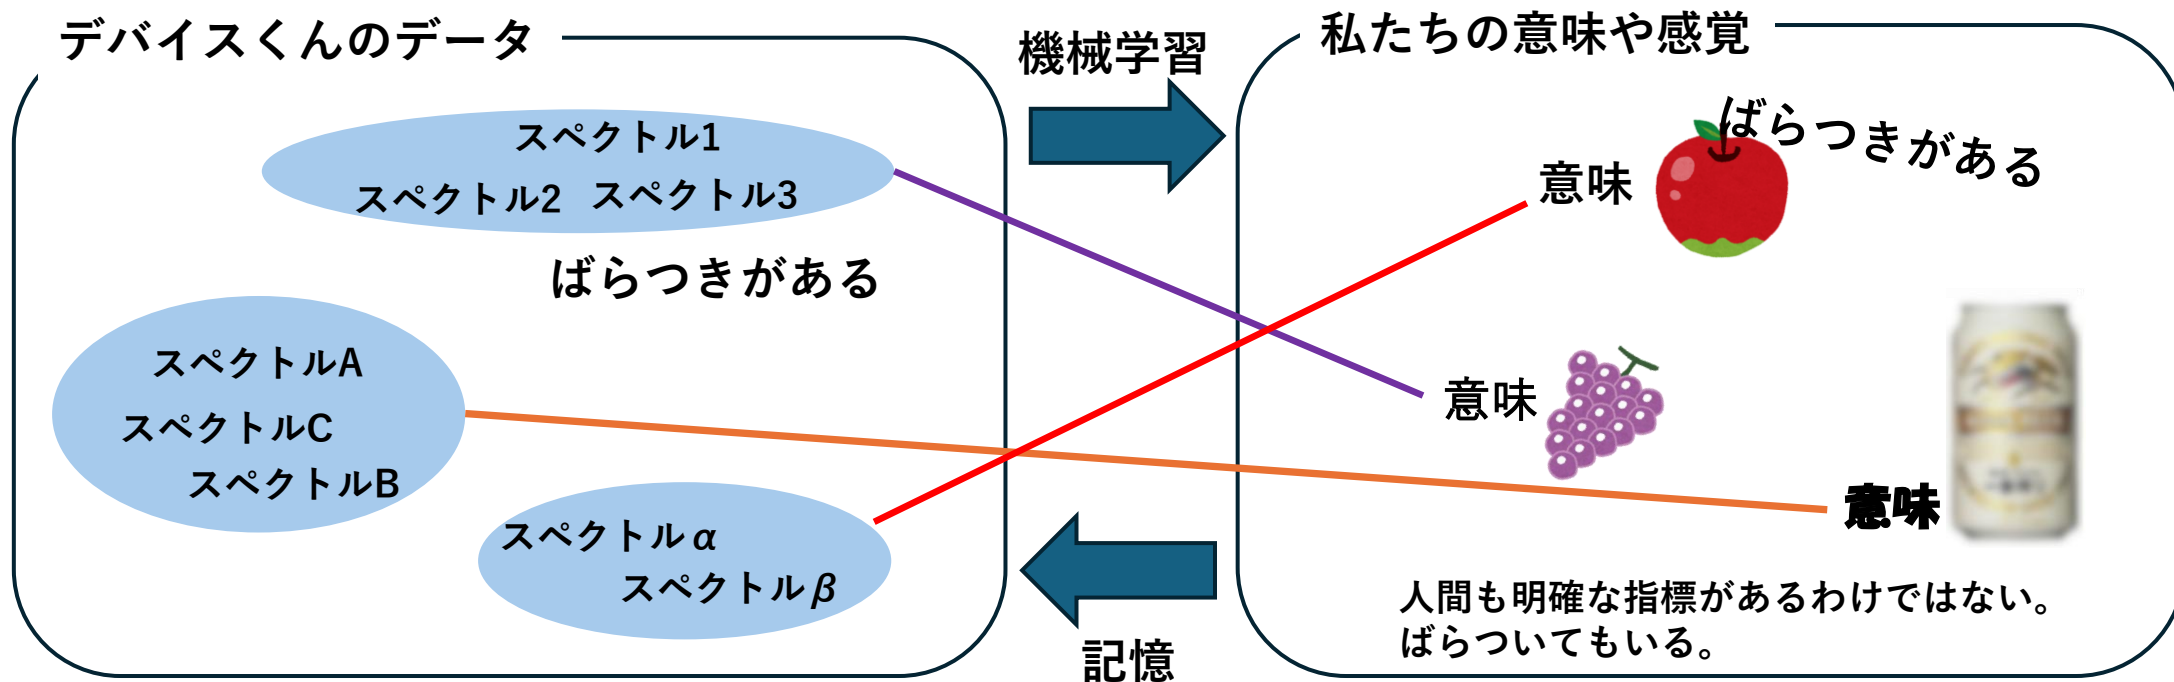 デバイスくんのデータ
スペクトル1
スペクトル2 スペクトル3
ばらつきがある
スペクトルA
スペクトルC
スペクトルB
スペクトルα
スペクトルβ
機械学習
記憶
私たちの意味や感覚
ばらつきがある
意味
意味
意味
人間も明確な指標があるわけではない。
ばらついてもいる。